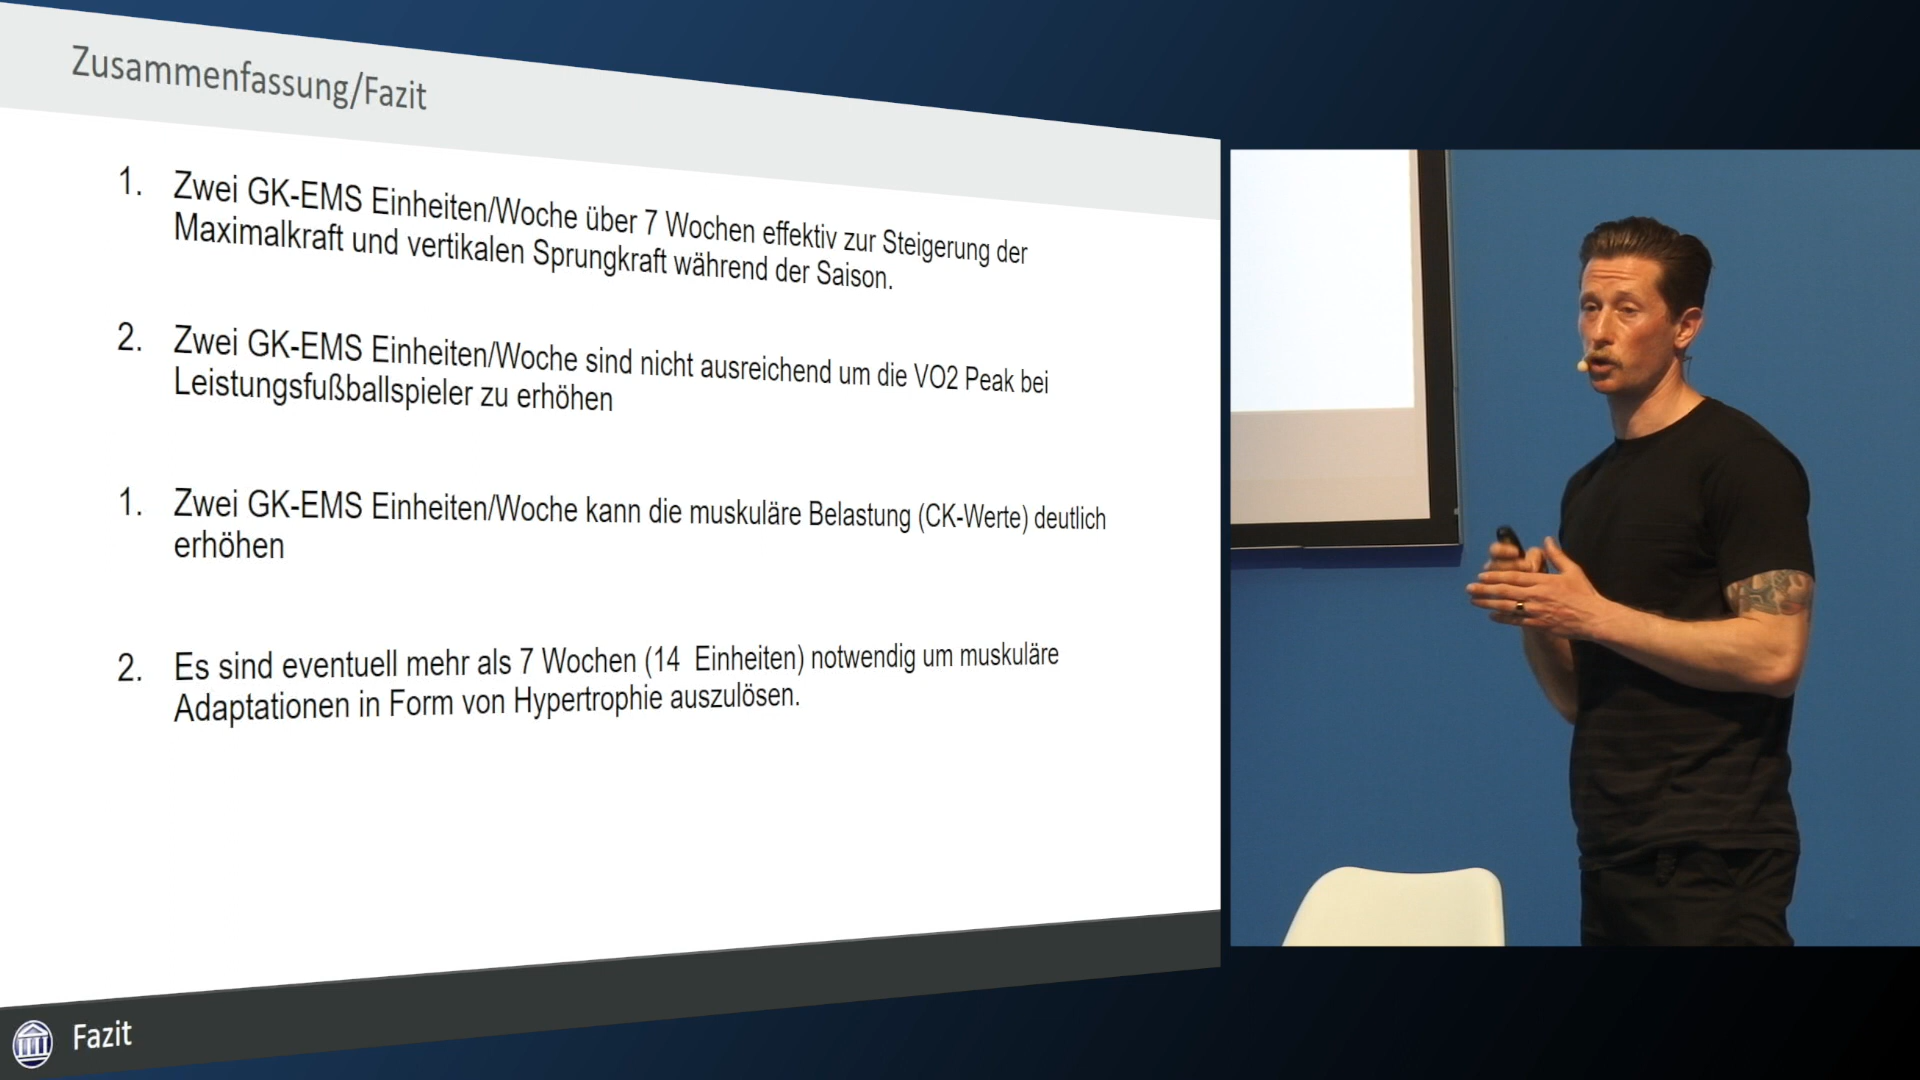 Zusammenfassung/Fazit
1. Zwei GK-EMS Einheiten/Woche über 7 Wochen effektiv zur Steigerung der
Maximalkraft und vertikalen Sprungkraft während der Saison.
2. Zwei GK-EMS Einheiten/Woche sind nicht ausreichend um die VO2 Peak bei
Leistungsfußballspieler zu erhöhen
1. Zwei GK-EMS Einheiten/Woche kann die muskuläre Belastung (CK-Werte) deutlich
erhöhen
2. Es sind eventuell mehr als 7 Wochen (14 Einheiten) notwendig um muskuläre
Adaptationen in Form von Hypertrophie auszulösen.
Fazit